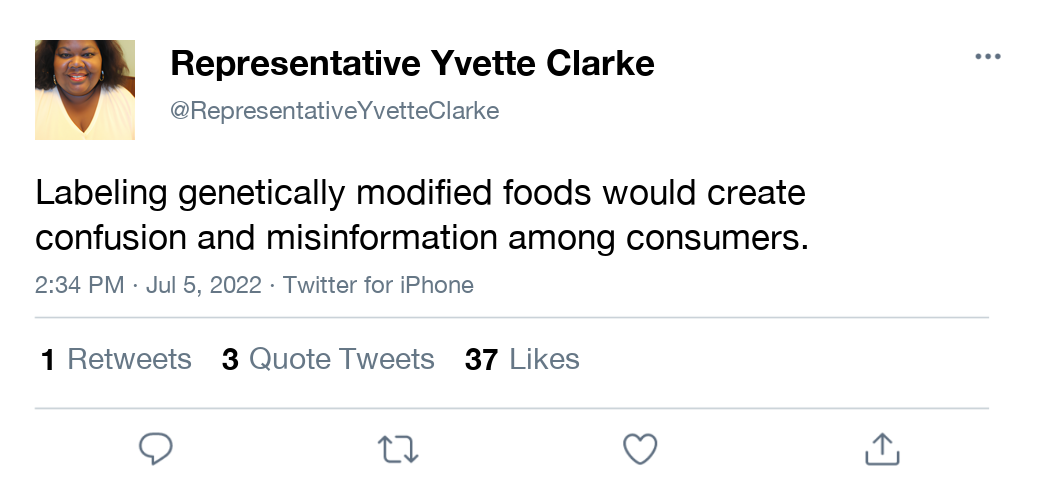 Representative Yvette Clarke
@RepresentativeYvetteClarke
Labeling genetically modified foods would create
confusion and misinformation among consumers.
2:34 PM · Jul 5, 2022 · Twitter for iPhone
1 Retweets 3 Quote Tweets 37 Likes